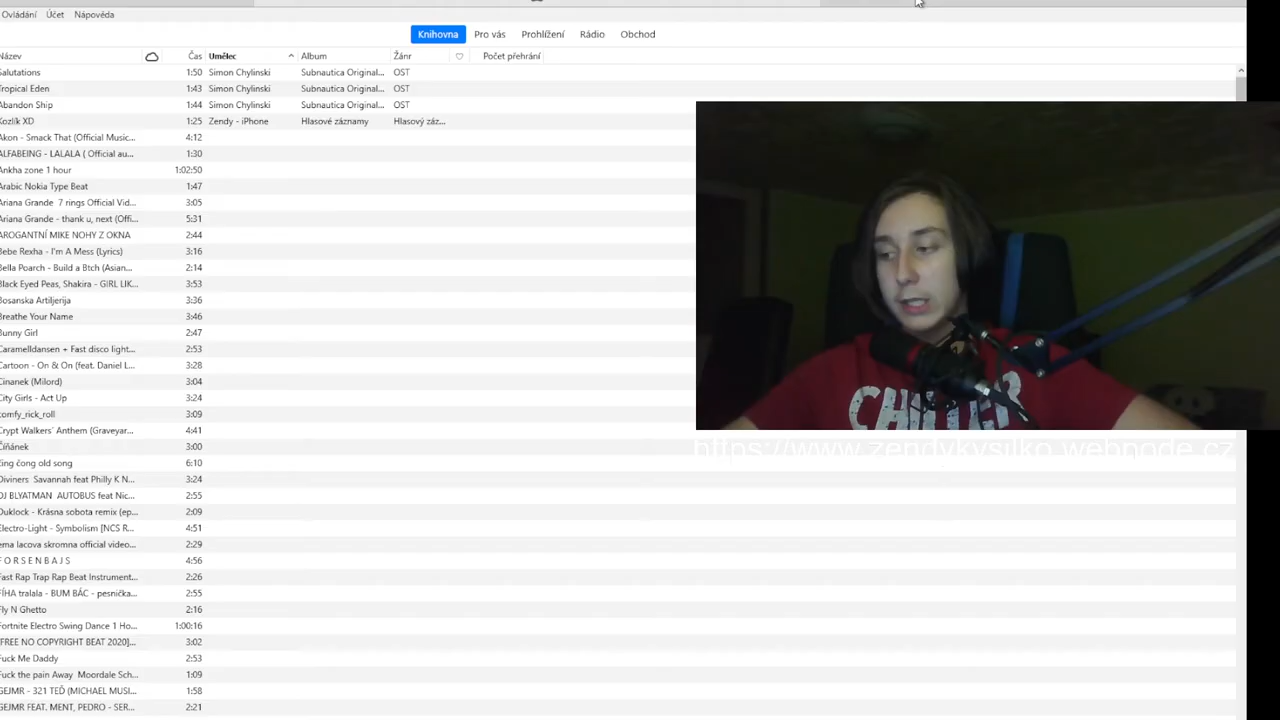 Ovládání Účet Nápověda
Knihovna Pro vás Prohlížení Rádio Obchod
Název Čas Umělec Album Žánr Počet přehrání
Salutations 1:50 Simon Chylinski Subnautica Original... OST
Tropical Eden 1:43 Simon Chylinski Subnautica Original... OST
Abandon Ship 1:44 Simon Chylinski Subnautica Original... OST
Kozlík XD 1:25 Zendy - iPhone Hlasové záznamy Hlasový záz...
Akon - Smack That (Official Music... 4:12
ALFABEING - LALALA ( Official au... 1:30
Ankha zone 1 hour 1:02:50
Arabic Nokia Type Beat 1:47
Ariana Grande 7 rings Official Vid... 3:05
Ariana Grande - thank u, next (Offi... 5:31
AROGANTNÍ MIKE NOHY Z OKNA 2:44
Bebe Rexha - I'm A Mess (Lyrics) 3:16
Bella Poarch - Build a Btch (Asian... 2:14
Black Eyed Peas, Shakira - GIRL LIK... 3:53
Bosanska Artiljerija 3:36
Breathe Your Name 3:46
Bunny Girl 2:47
Caramelldansen + Fast disco light... 2:53
Cartoon - On & On (feat. Daniel L... 3:28
Cinanek (Milord) 3:04
City Girls - Act Up 3:24
comfy_rick_roll 3:09
Crypt Walkers´ Anthem (Graveyar... 4:41
Číňánek 3:00
čing čong old song 6:10
Diviners Savannah feat Philly K N... 3:24
DJ BLYATMAN AUTOBUS feat Nic... 2:55
Duklock - Krásna sobota remix (ep... 2:09
Electro-Light - Symbolism [NCS R... 4:51
ema lacova skromna official video... 2:29
F O R S E N B A J S 4:56
Fast Rap Trap Rap Beat Instrument... 2:26
FÍHA tralala - BUM BÁC - pesnička... 2:55
Fly N Ghetto 2:16
Fortnite Electro Swing Dance 1 Ho... 1:00:16
[FREE NO COPYRIGHT BEAT 2020]... 3:02
Fuck Me Daddy 2:53
Fuck the pain Away Moordale Sch... 1:09
GEJMR - 321 TEĎ (MICHAEL MUSI... 1:58
GEJMR FEAT. MENT, PEDRO - SER... 2:21
https://www.zendykysilko.webnode.cz